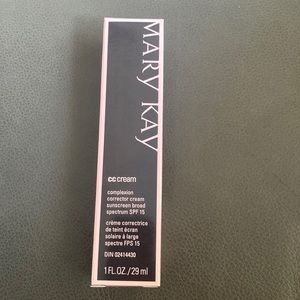 MARY KAY
cc cream
complexion
corrector cream
sunscreen broad
spectrum SPF 15
crème correctrice
de teint écran
solaire à large
spectre FPS 15
DIN 02414430
1 FL.OZ./29 ml